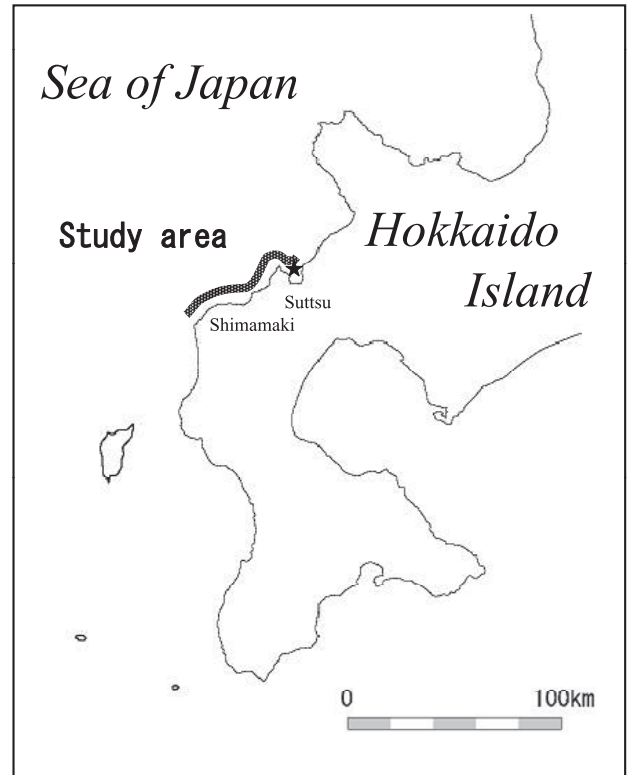 Sea of Japan
Study area
Hokkaido
Island
Suttsu
Shimamaki
0 100km